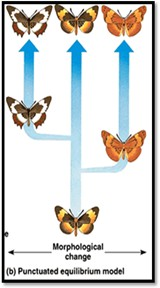 e
Morphological
change
(b) Punctuated equilibrium model